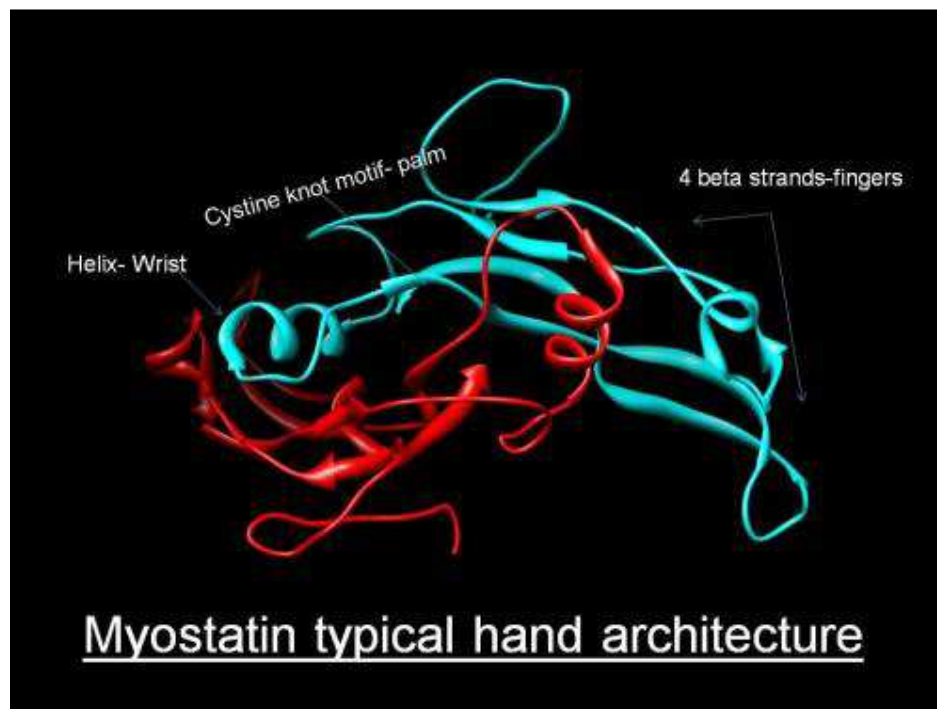 Cystine knot motif- palm
4 beta strands-fingers
Helix- Wrist
Myostatin typical hand architecture